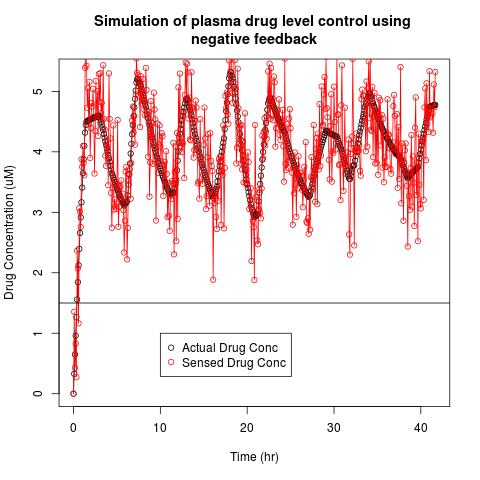 Simulation of plasma drug level control using
negative feedback
Drug Concentration (uM)
5
4
3
2
1
0
Actual Drug Conc
Sensed Drug Conc
0 10 20 30 40
Time (hr)